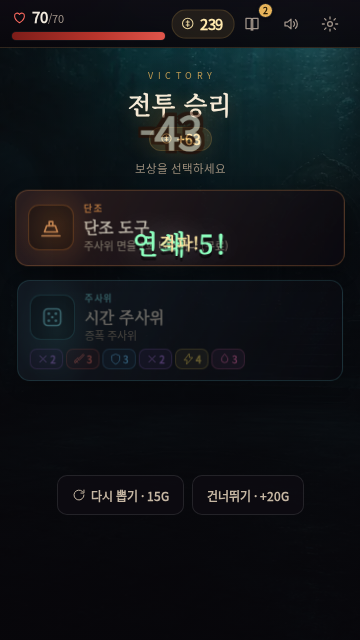 70/70
239
2
VICTORY
전투 승리
-43
+63
보상을 선택하세요
단조
단조 도구
주사위 면을
연쇄 5!
주사위
시간 주사위
증폭 주사위
×2 3 3 ×2 4 3
다시 뽑기 · 15G
건너뛰기 · +20G